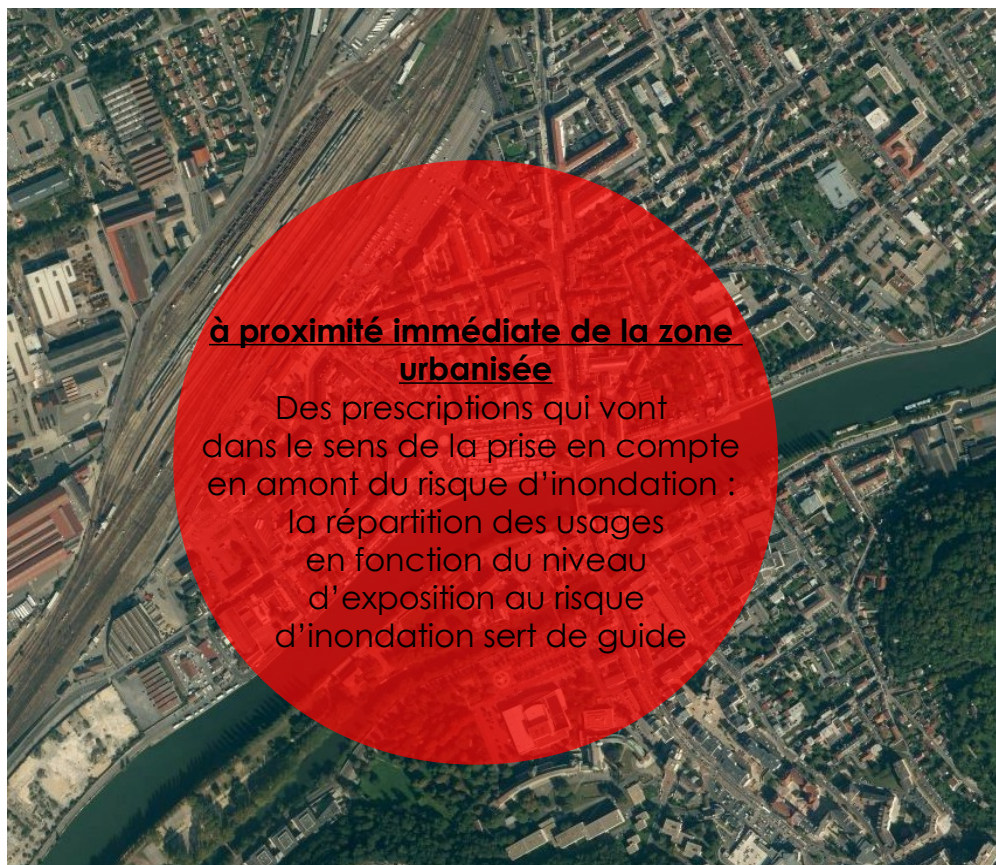 à proximité immédiate de la zone
urbanisée
Des prescriptions qui vont
dans le sens de la prise en compte
en amont du risque d'inondation :
la répartition des usages
en fonction du niveau
d'exposition au risque
d'inondation sert de guide